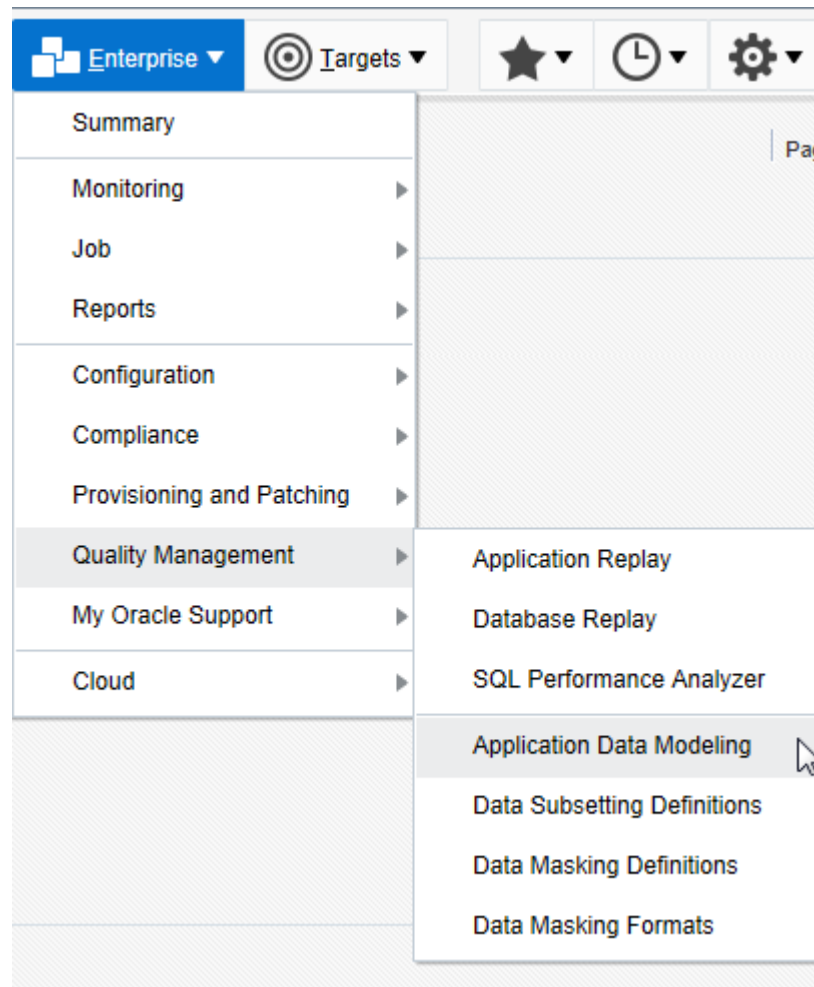 Enterprise
Targets
Summary
Pag
Monitoring
Job
Reports
Configuration
Compliance
Provisioning and Patching
Quality Management
My Oracle Support
Cloud
Application Replay
Database Replay
SQL Performance Analyzer
Application Data Modeling
Data Subsetting Definitions
Data Masking Definitions
Data Masking Formats